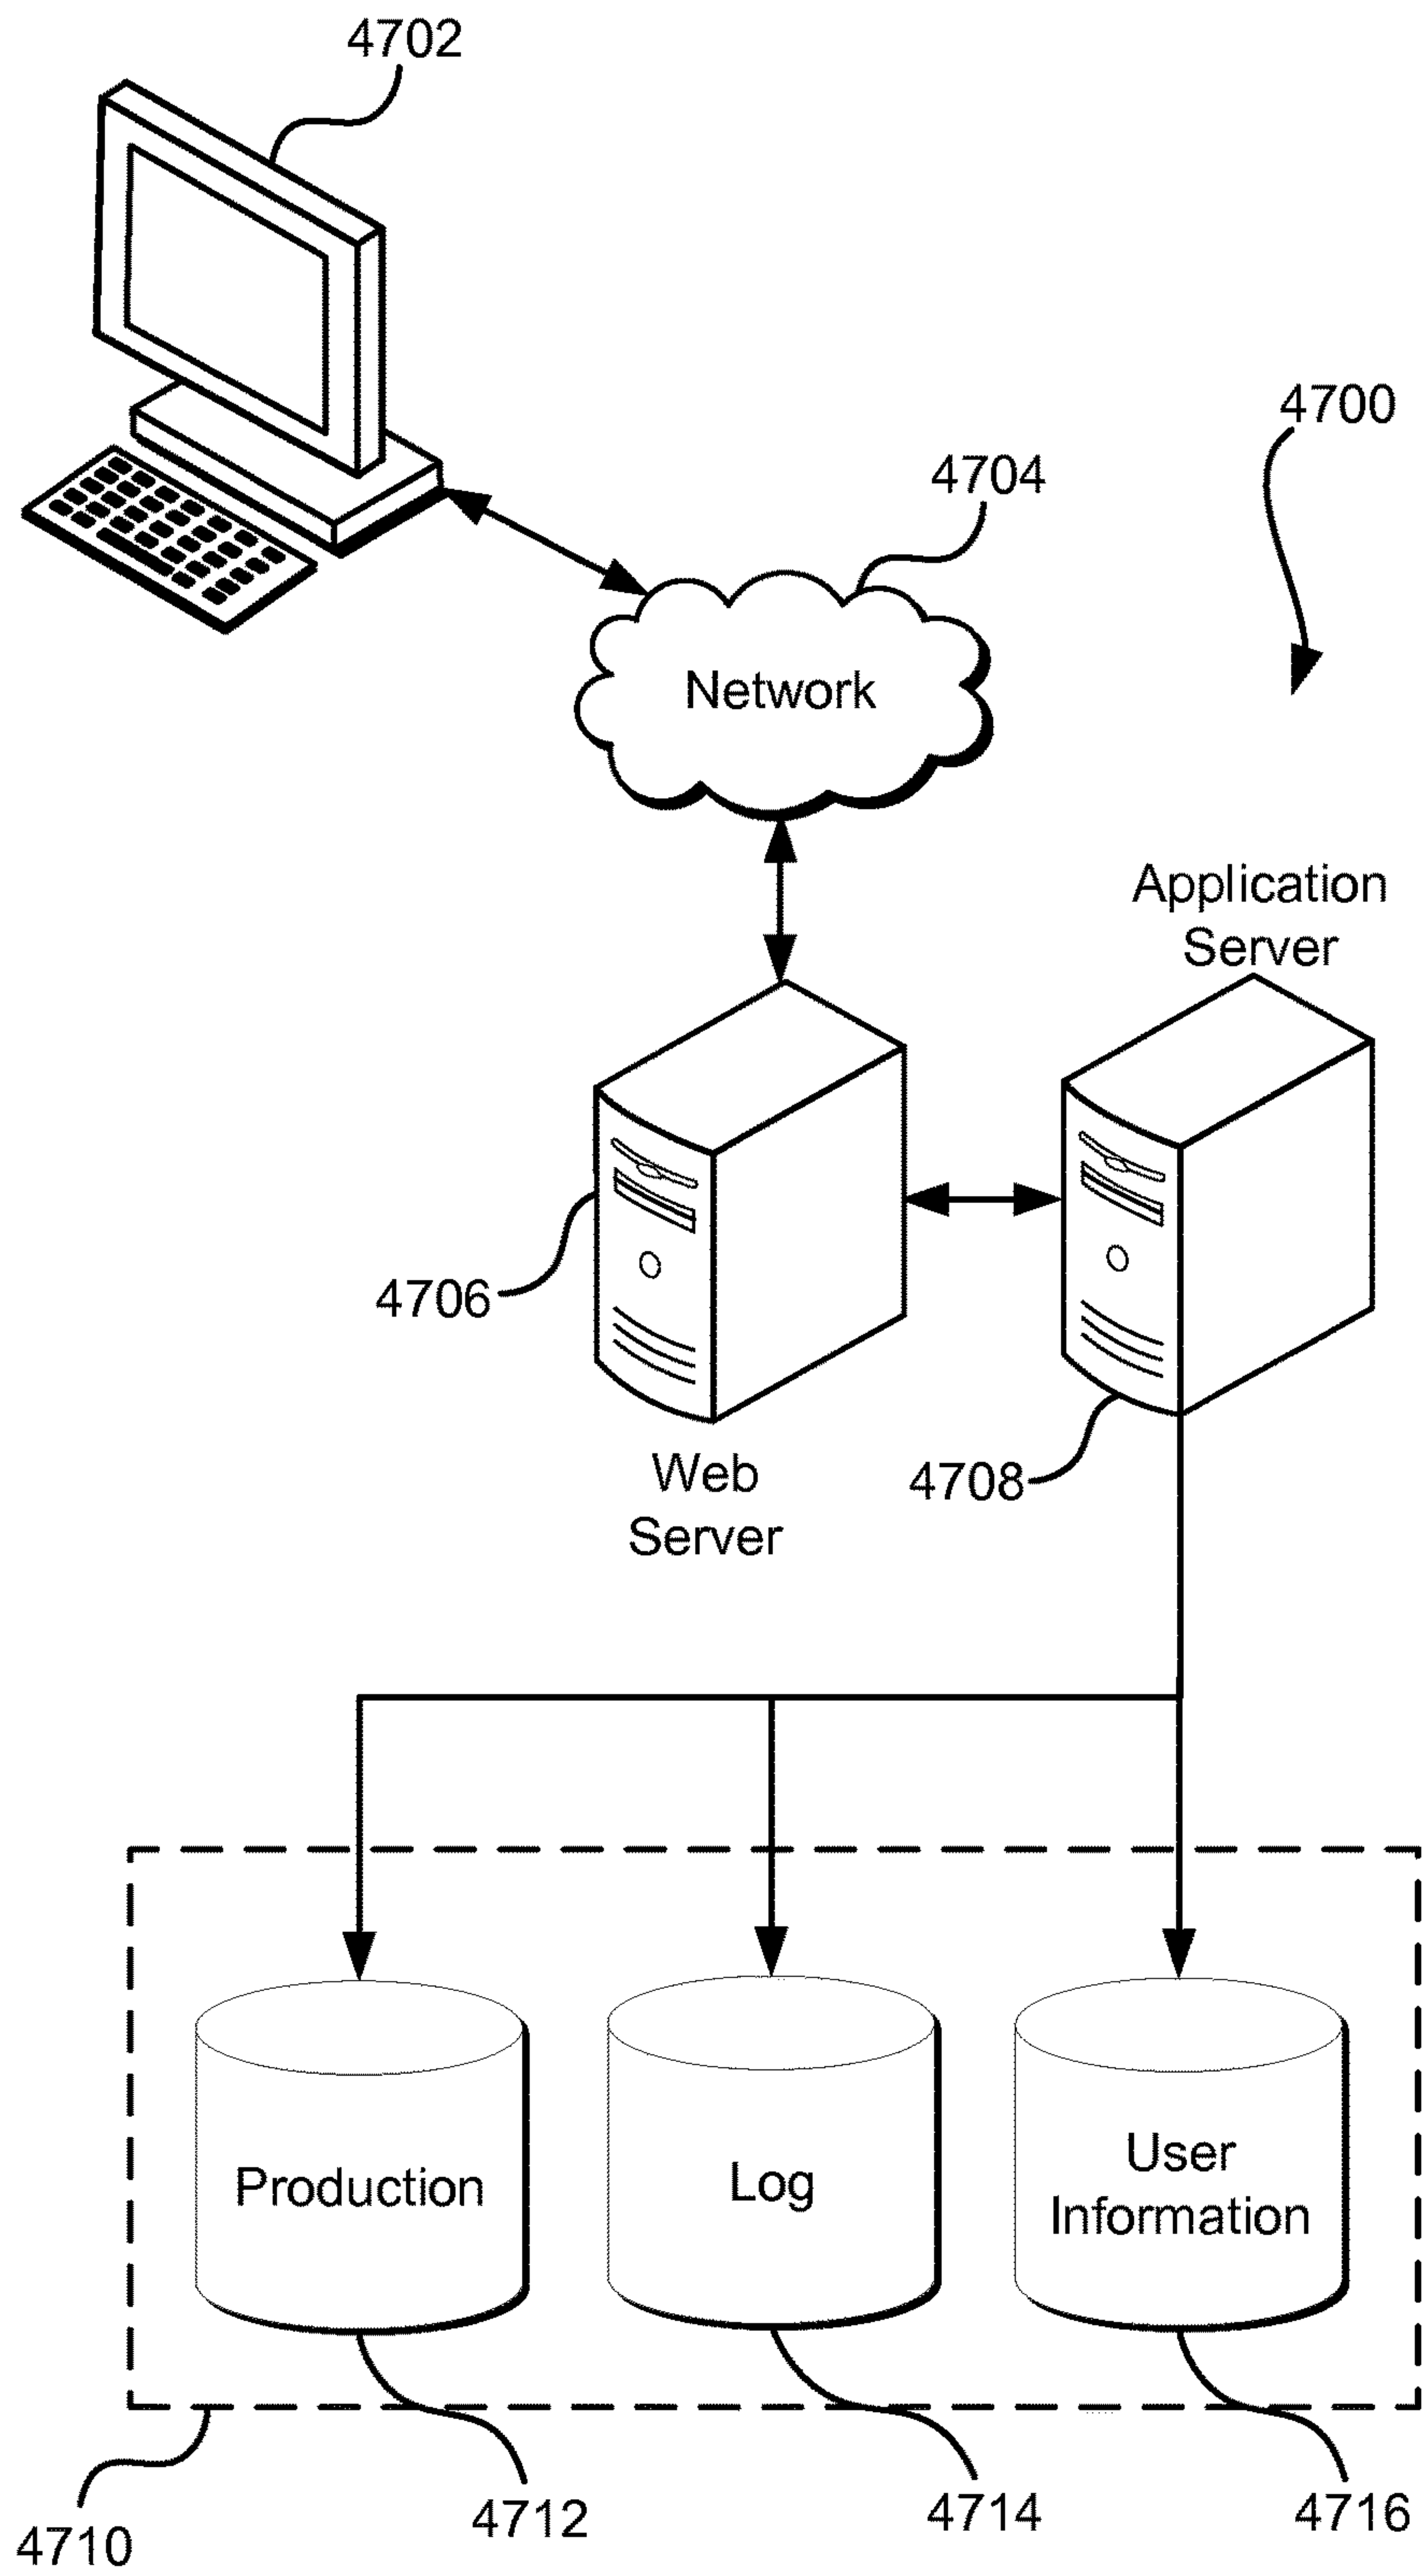 4702
4700
4704
Network
Application
Server
4706
Web
Server
4708
Production
Log
User
Information
4710
4712
4714
4716